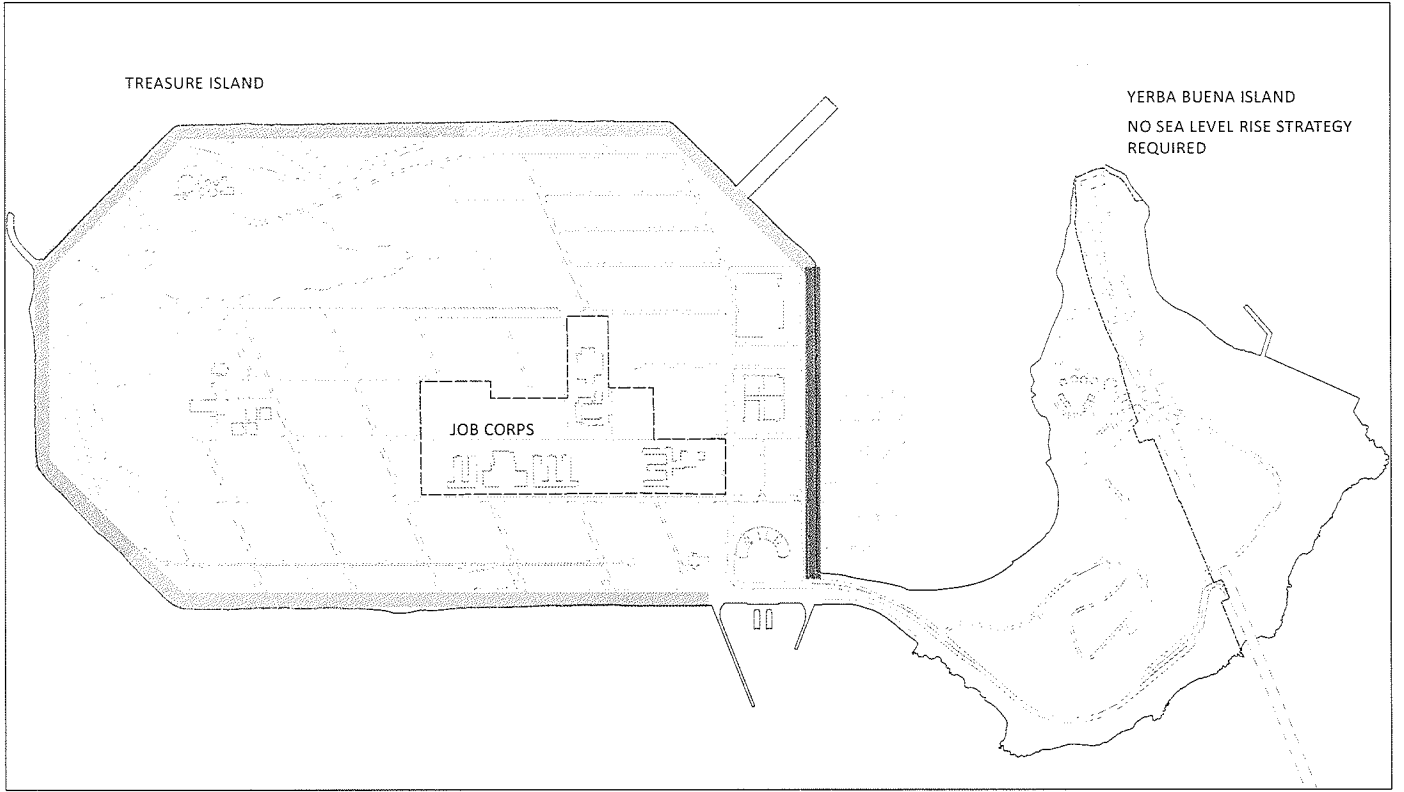 TREASURE ISLAND
YERBA BUENA ISLAND
NO SEA LEVEL RISE STRATEGY
REQUIRED
JOB CORPS